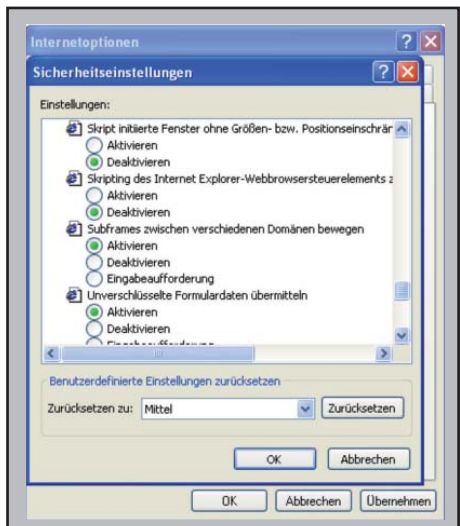 Internetoptionen
Sicherheitseinstellungen
Einstellungen:
Skript initiierte Fenster ohne Größen- bzw. Positionseinschrän
Aktivieren
Deaktivieren
Skripting des Internet Explorer-Webbrowsersteuerelements z
Aktivieren
Deaktivieren
Subframes zwischen verschiedenen Domänen bewegen
Aktivieren
Deaktivieren
Eingabeaufforderung
Unverschlüsselte Formulardaten übermitteln
Aktivieren
Deaktivieren
Eingabeaufforderung
Benutzerdefinierte Einstellungen zurücksetzen
Zurücksetzen zu: Mittel Zurücksetzen
OK Abbrechen
OK Abbrechen Übernehmen